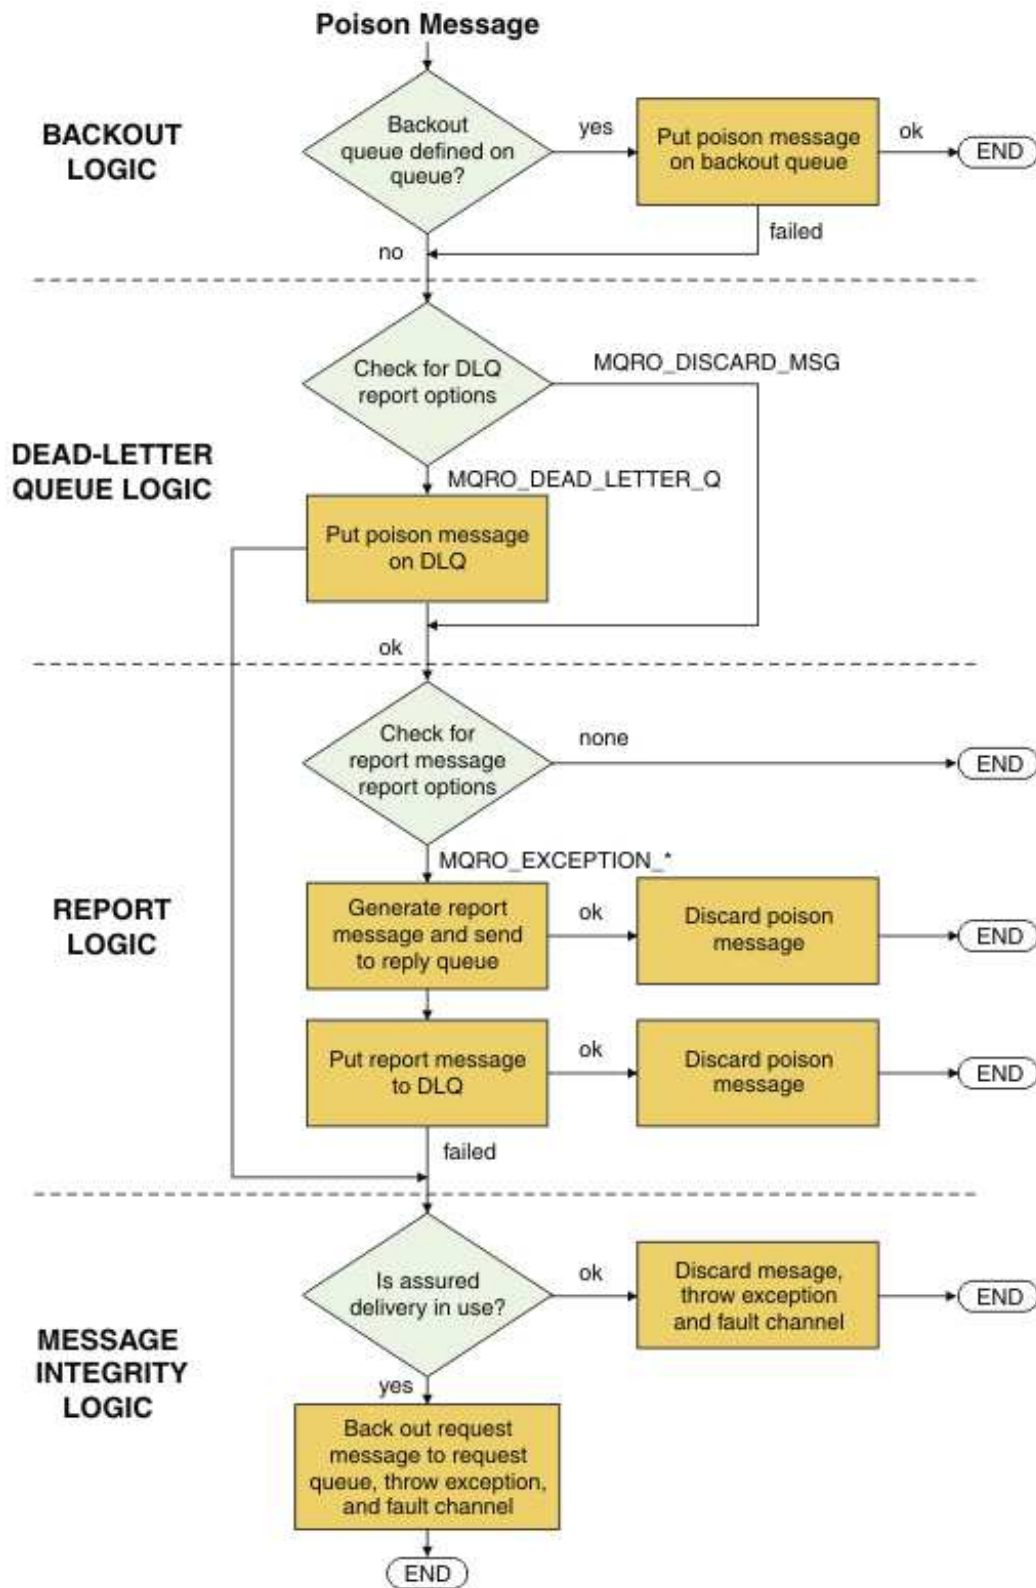 Poison Message
BACKOUT
LOGIC
Backout
queue defined on
queue?
yes
Put poison message
on backout queue
ok
END
failed
no
Check for DLQ
report options
MQRO_DISCARD_MSG
DEAD-LETTER
QUEUE LOGIC
MQRO_DEAD_LETTER_Q
Put poison message
on DLQ
ok
Check for
report message
report options
none
END
MQRO_EXCEPTION_*
REPORT
LOGIC
Generate report
message and send
to reply queue
ok
Discard poison
message
END
Put report message
to DLQ
ok
Discard poison
message
END
failed
Is assured
delivery in use?
ok
Discard mesage,
throw exception
and fault channel
END
MESSAGE
INTEGRITY
LOGIC
yes
Back out request
message to request
queue, throw exception,
and fault channel
END